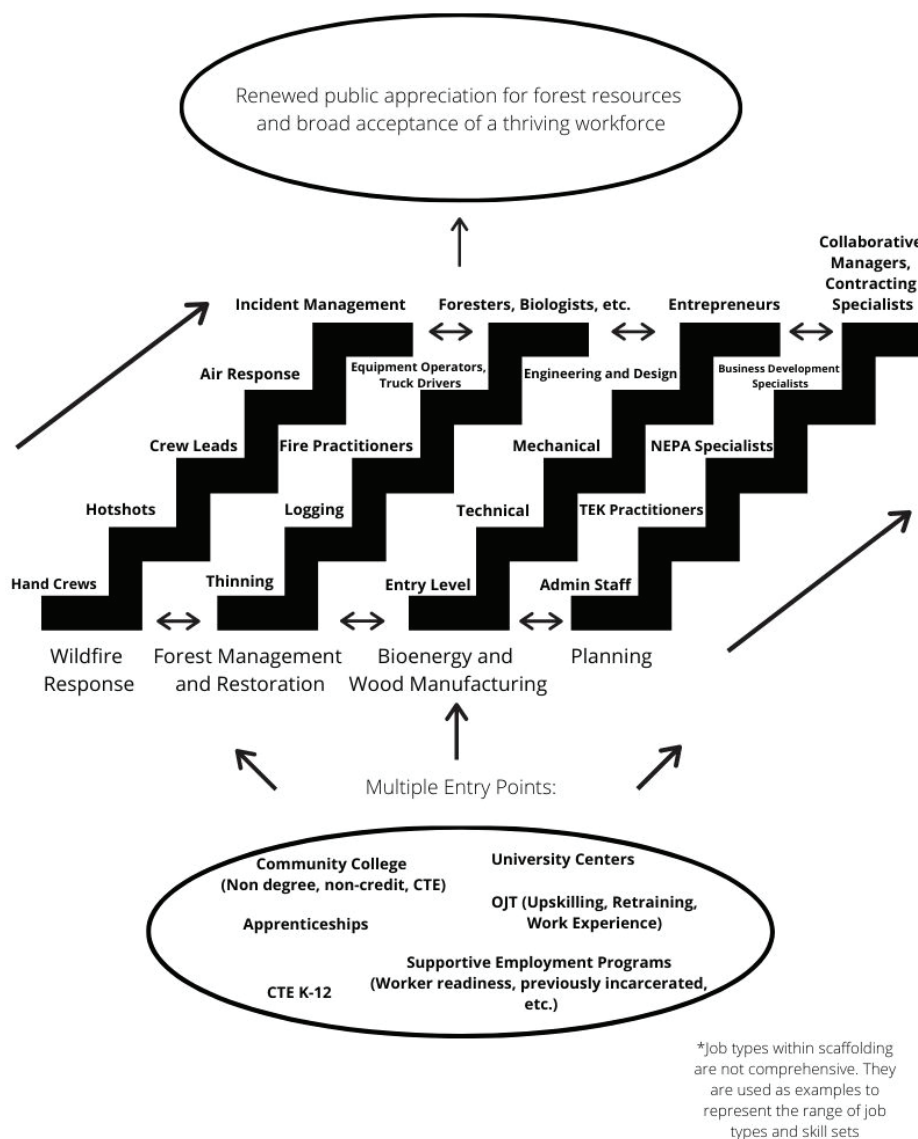 Renewed public appreciation for forest resources
and broad acceptance of a thriving workforce
Collaborative
Managers,
Contracting
Specialists
Incident Management
Foresters, Biologists, etc.
Entrepreneurs
Air Response
Equipment Operators,
Truck Drivers
Engineering and Design
Business Development
Specialists
Crew Leads
Fire Practitioners
Mechanical
NEPA Specialists
Hotshots
Logging
Technical
TEK Practitioners
Hand Crews
Thinning
Entry Level
Admin Staff
Wildfire
Response
Forest Management
and Restoration
Bioenergy and
Wood Manufacturing
Planning
Multiple Entry Points:
Community College
(Non degree, non-credit, CTE)
University Centers
Apprenticeships
OJT (Upskilling, Retraining,
Work Experience)
CTE K-12
Supportive Employment Programs
(Worker readiness, previously incarcerated,
etc.)
*Job types within scaffolding
are not comprehensive. They
are used as examples to
represent the range of job
types and skill sets